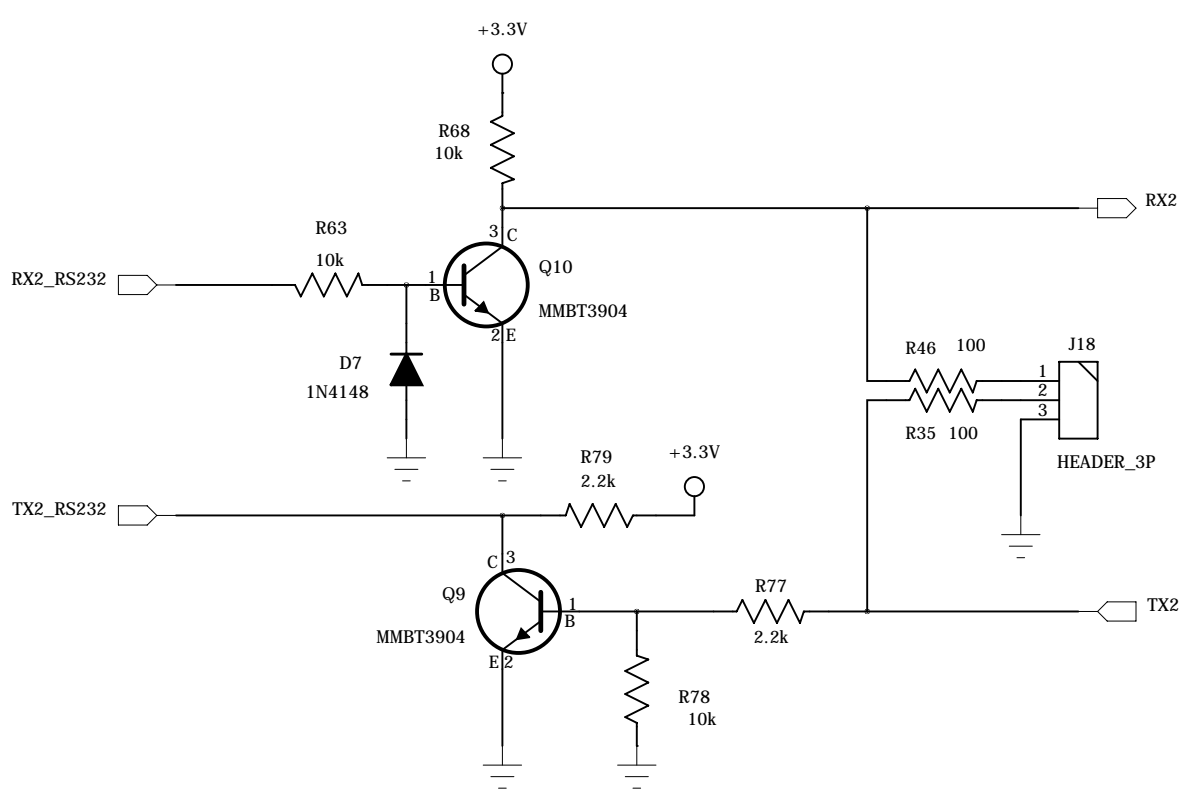 +3.3V
R68
10k
RX2
R63
10k
3 C
RX2_RS232
1
B
Q10
MMBT3904
2 E
D7
1N4148
R46 100
J18
1
2
3
R35 100
HEADER_3P
R79
2.2k
+3.3V
TX2_RS232
C 3
Q9
MMBT3904
1
B
E 2
R77
2.2k
TX2
R78
10k